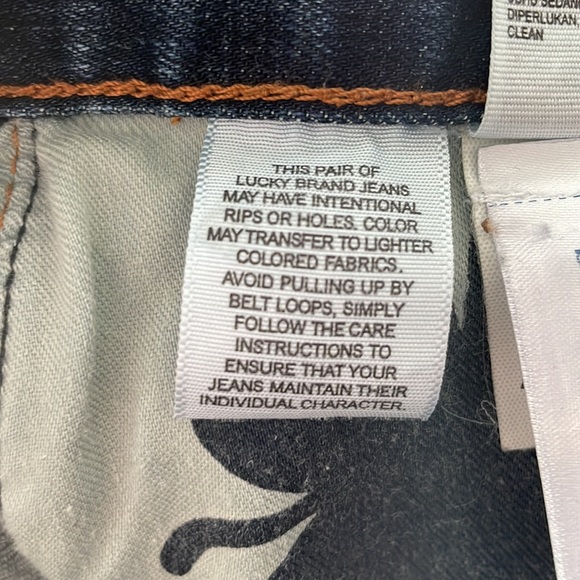 DIPERLUKAN,
CLEAN
THIS PAIR OF
LUCKY BRAND JEANS
MAY HAVE INTENTIONAL
RIPS OR HOLES. COLOR
MAY TRANSFER TO LIGHTER
COLORED FABRICS.
AVOID PULLING UP BY
BELT LOOPS, SIMPLY
FOLLOW THE CARE
INSTRUCTIONS TO
ENSURE THAT YOUR
JEANS MAINTAIN THEIR
INDIVIDUAL CHARACTER.